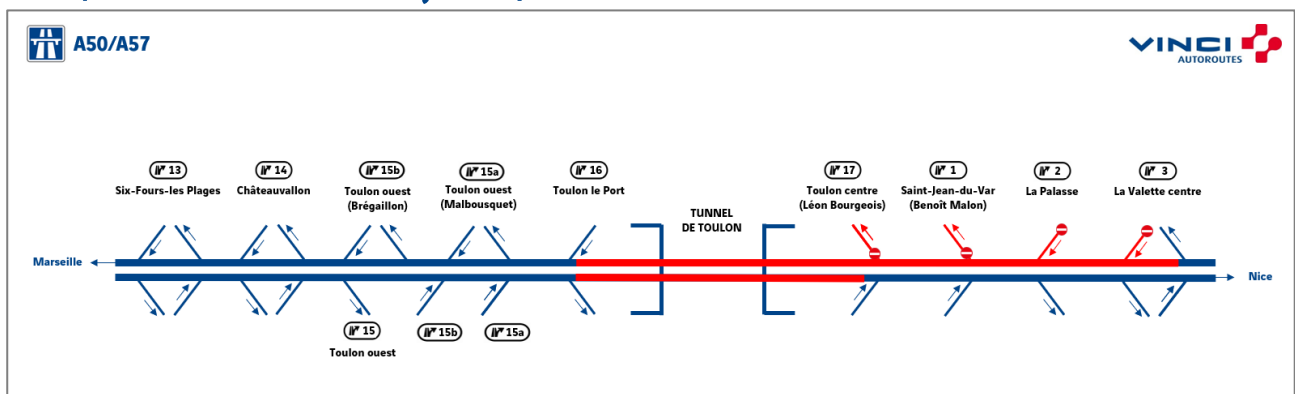 A50/A57
VINCI
AUTOROUTES
13
14
15b
15a
16
17
1
2
3
Six-Fours-les Plages
Châteauvallon
Toulon ouest
(Brégaillon)
Toulon ouest
(Malbousquet)
Toulon le Port
TUNNEL
DE TOULON
Toulon centre
(Léon Bourgeois)
Saint-Jean-du-Var
(Benoît Malon)
La Palasse
La Valette centre
Marseille
Nice
15
Toulon ouest
15b
15a